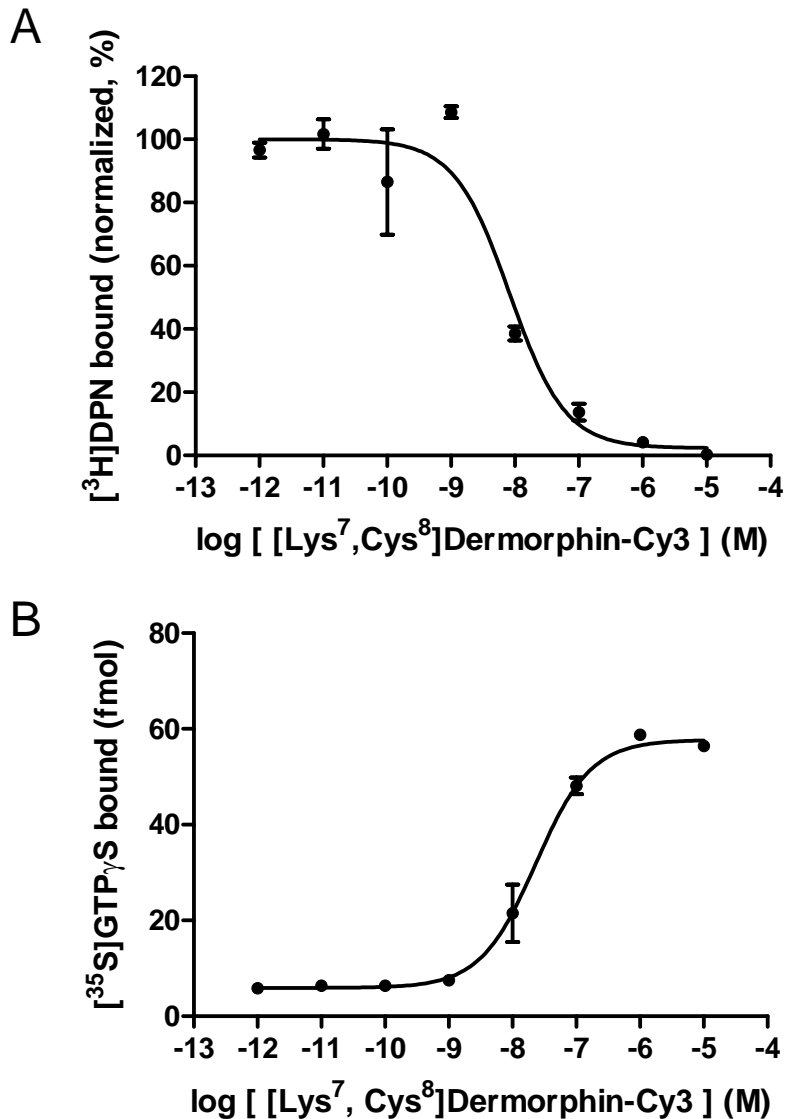 A
[³H]DPN bound (normalized, %)
120
100
80
60
40
20
0
-13 -12 -11 -10 -9 -8 -7 -6 -5 -4
log [ [Lys⁷,Cys⁸]Dermorphin-Cy3 ] (M)
B
[³⁵S]GTPγS bound (fmol)
80
60
40
20
0
-13 -12 -11 -10 -9 -8 -7 -6 -5 -4
log [ [Lys⁷, Cys⁸]Dermorphin-Cy3 ] (M)